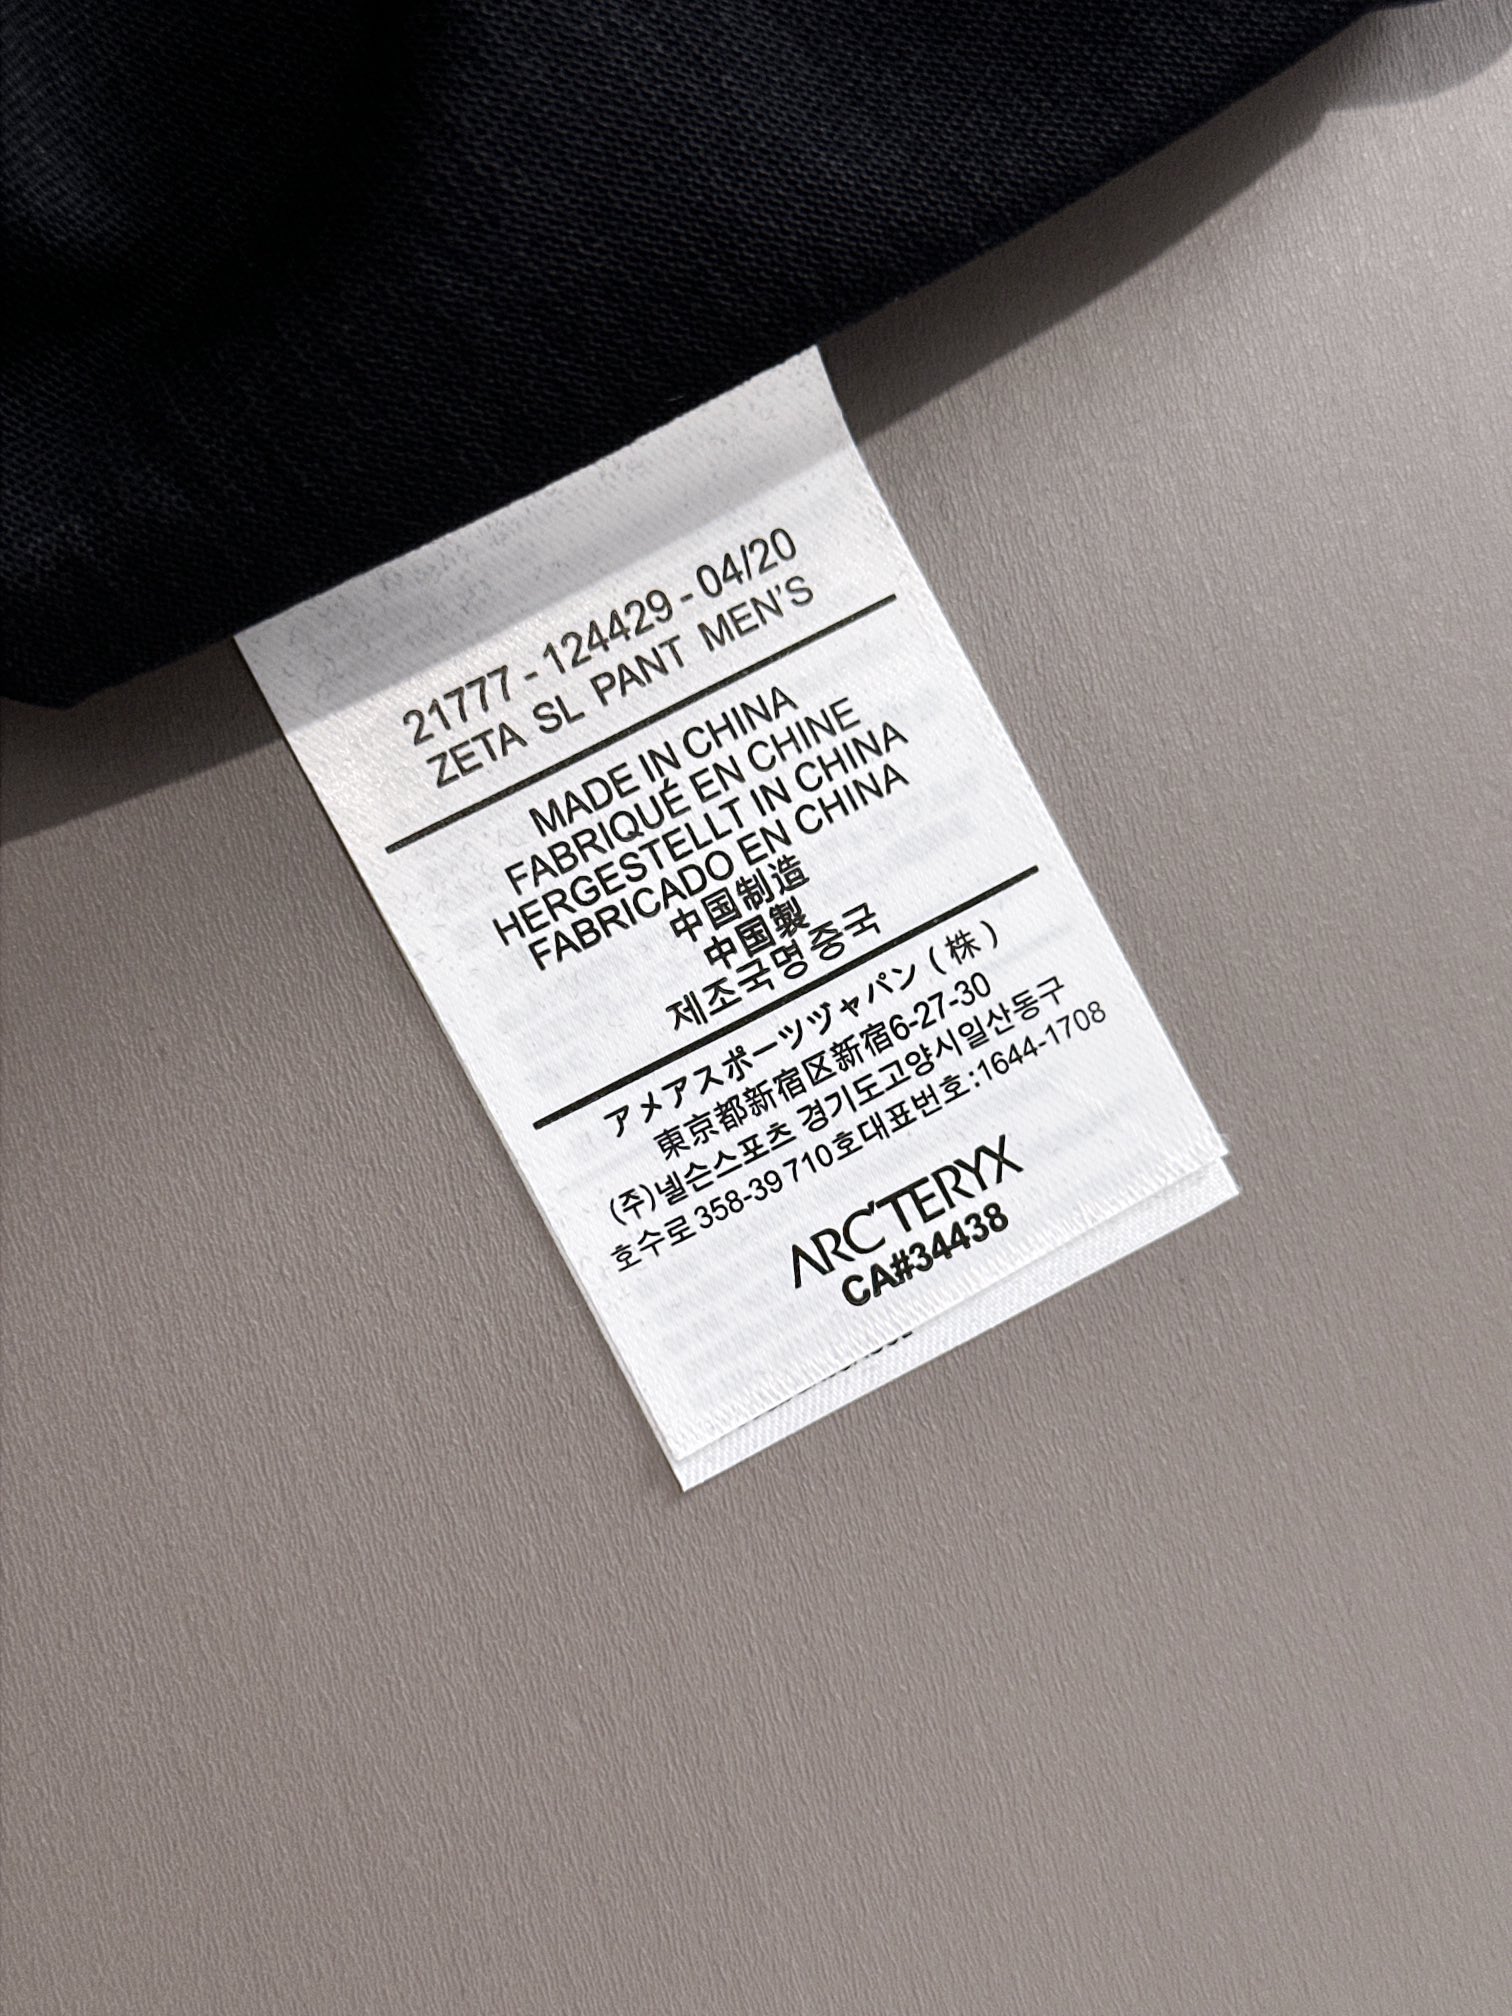 21777 - 124429 - 04/20
ZETA SL PANT MEN'S
MADE IN CHINA
FABRIQUÉ EN CHINE
HERGESTELLT IN CHINA
FABRICADO EN CHINA
中国制造
中国製
제조국명 중국
アメアスポーツヅャパン（株）
東京都新宿区新宿6-27-30
(주)넬슨스포츠 경기도고양시일산동구
호수로 358-39 710호대표번호:1644-1708
ARC'TERYX
CA#34438